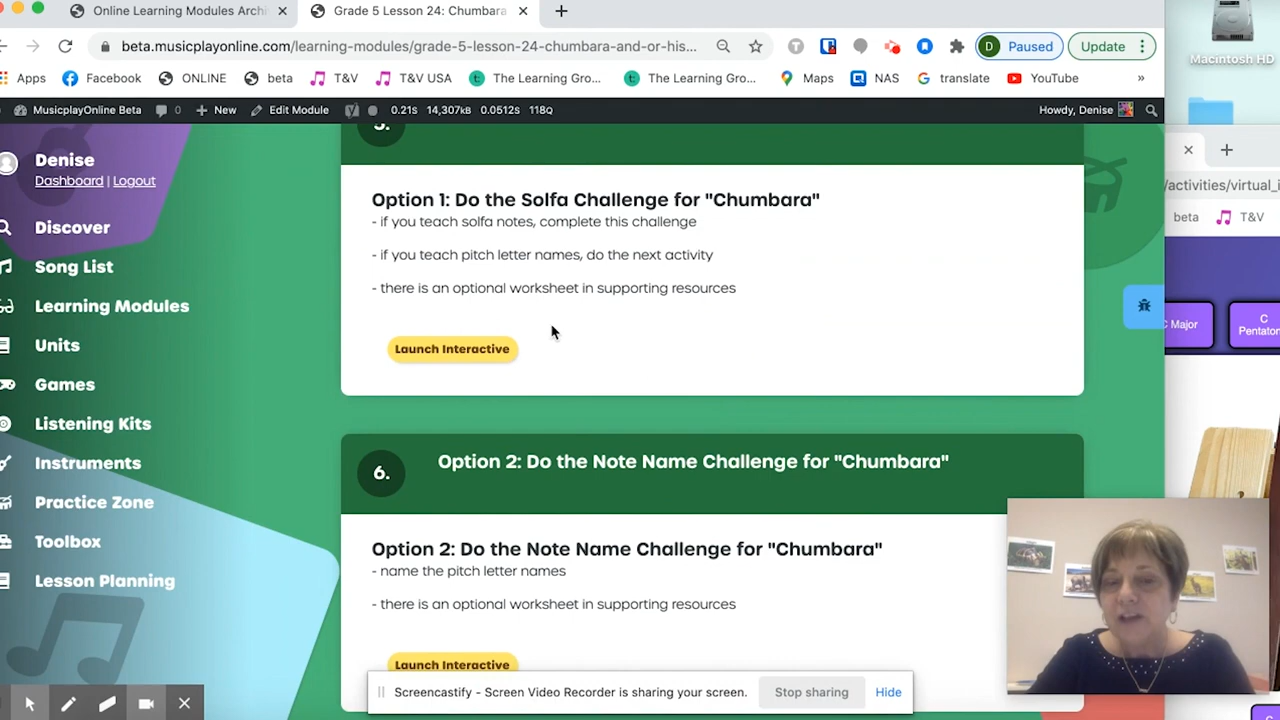 Online Learning Modules Archi
Grade 5 Lesson 24: Chumbara
beta.musicplayonline.com/learning-modules/grade-5-lesson-24-chumbara-and-or-his...
D Paused
Update
Apps
Facebook
ONLINE
beta
T&V
T&V USA
The Learning Gro...
The Learning Gro...
Maps
NAS
translate
YouTube
»
MusicplayOnline Beta
0
New
Edit Module
0.21s
14,307kB
0.0512s
118Q
Howdy, Denise
Macintosh HD
/activities/virtual_i
beta
T&V
C Major
C
Pentaton
Denise
Dashboard | Logout
Discover
Song List
Learning Modules
Units
Games
Listening Kits
Instruments
Practice Zone
Toolbox
Lesson Planning
5.
Option 1: Do the Solfa Challenge for "Chumbara"
- if you teach solfa notes, complete this challenge
- if you teach pitch letter names, do the next activity
- there is an optional worksheet in supporting resources
Launch Interactive
6.
Option 2: Do the Note Name Challenge for "Chumbara"
Option 2: Do the Note Name Challenge for "Chumbara"
- name the pitch letter names
- there is an optional worksheet in supporting resources
Launch Interactive
Screencastify - Screen Video Recorder is sharing your screen.
Stop sharing
Hide